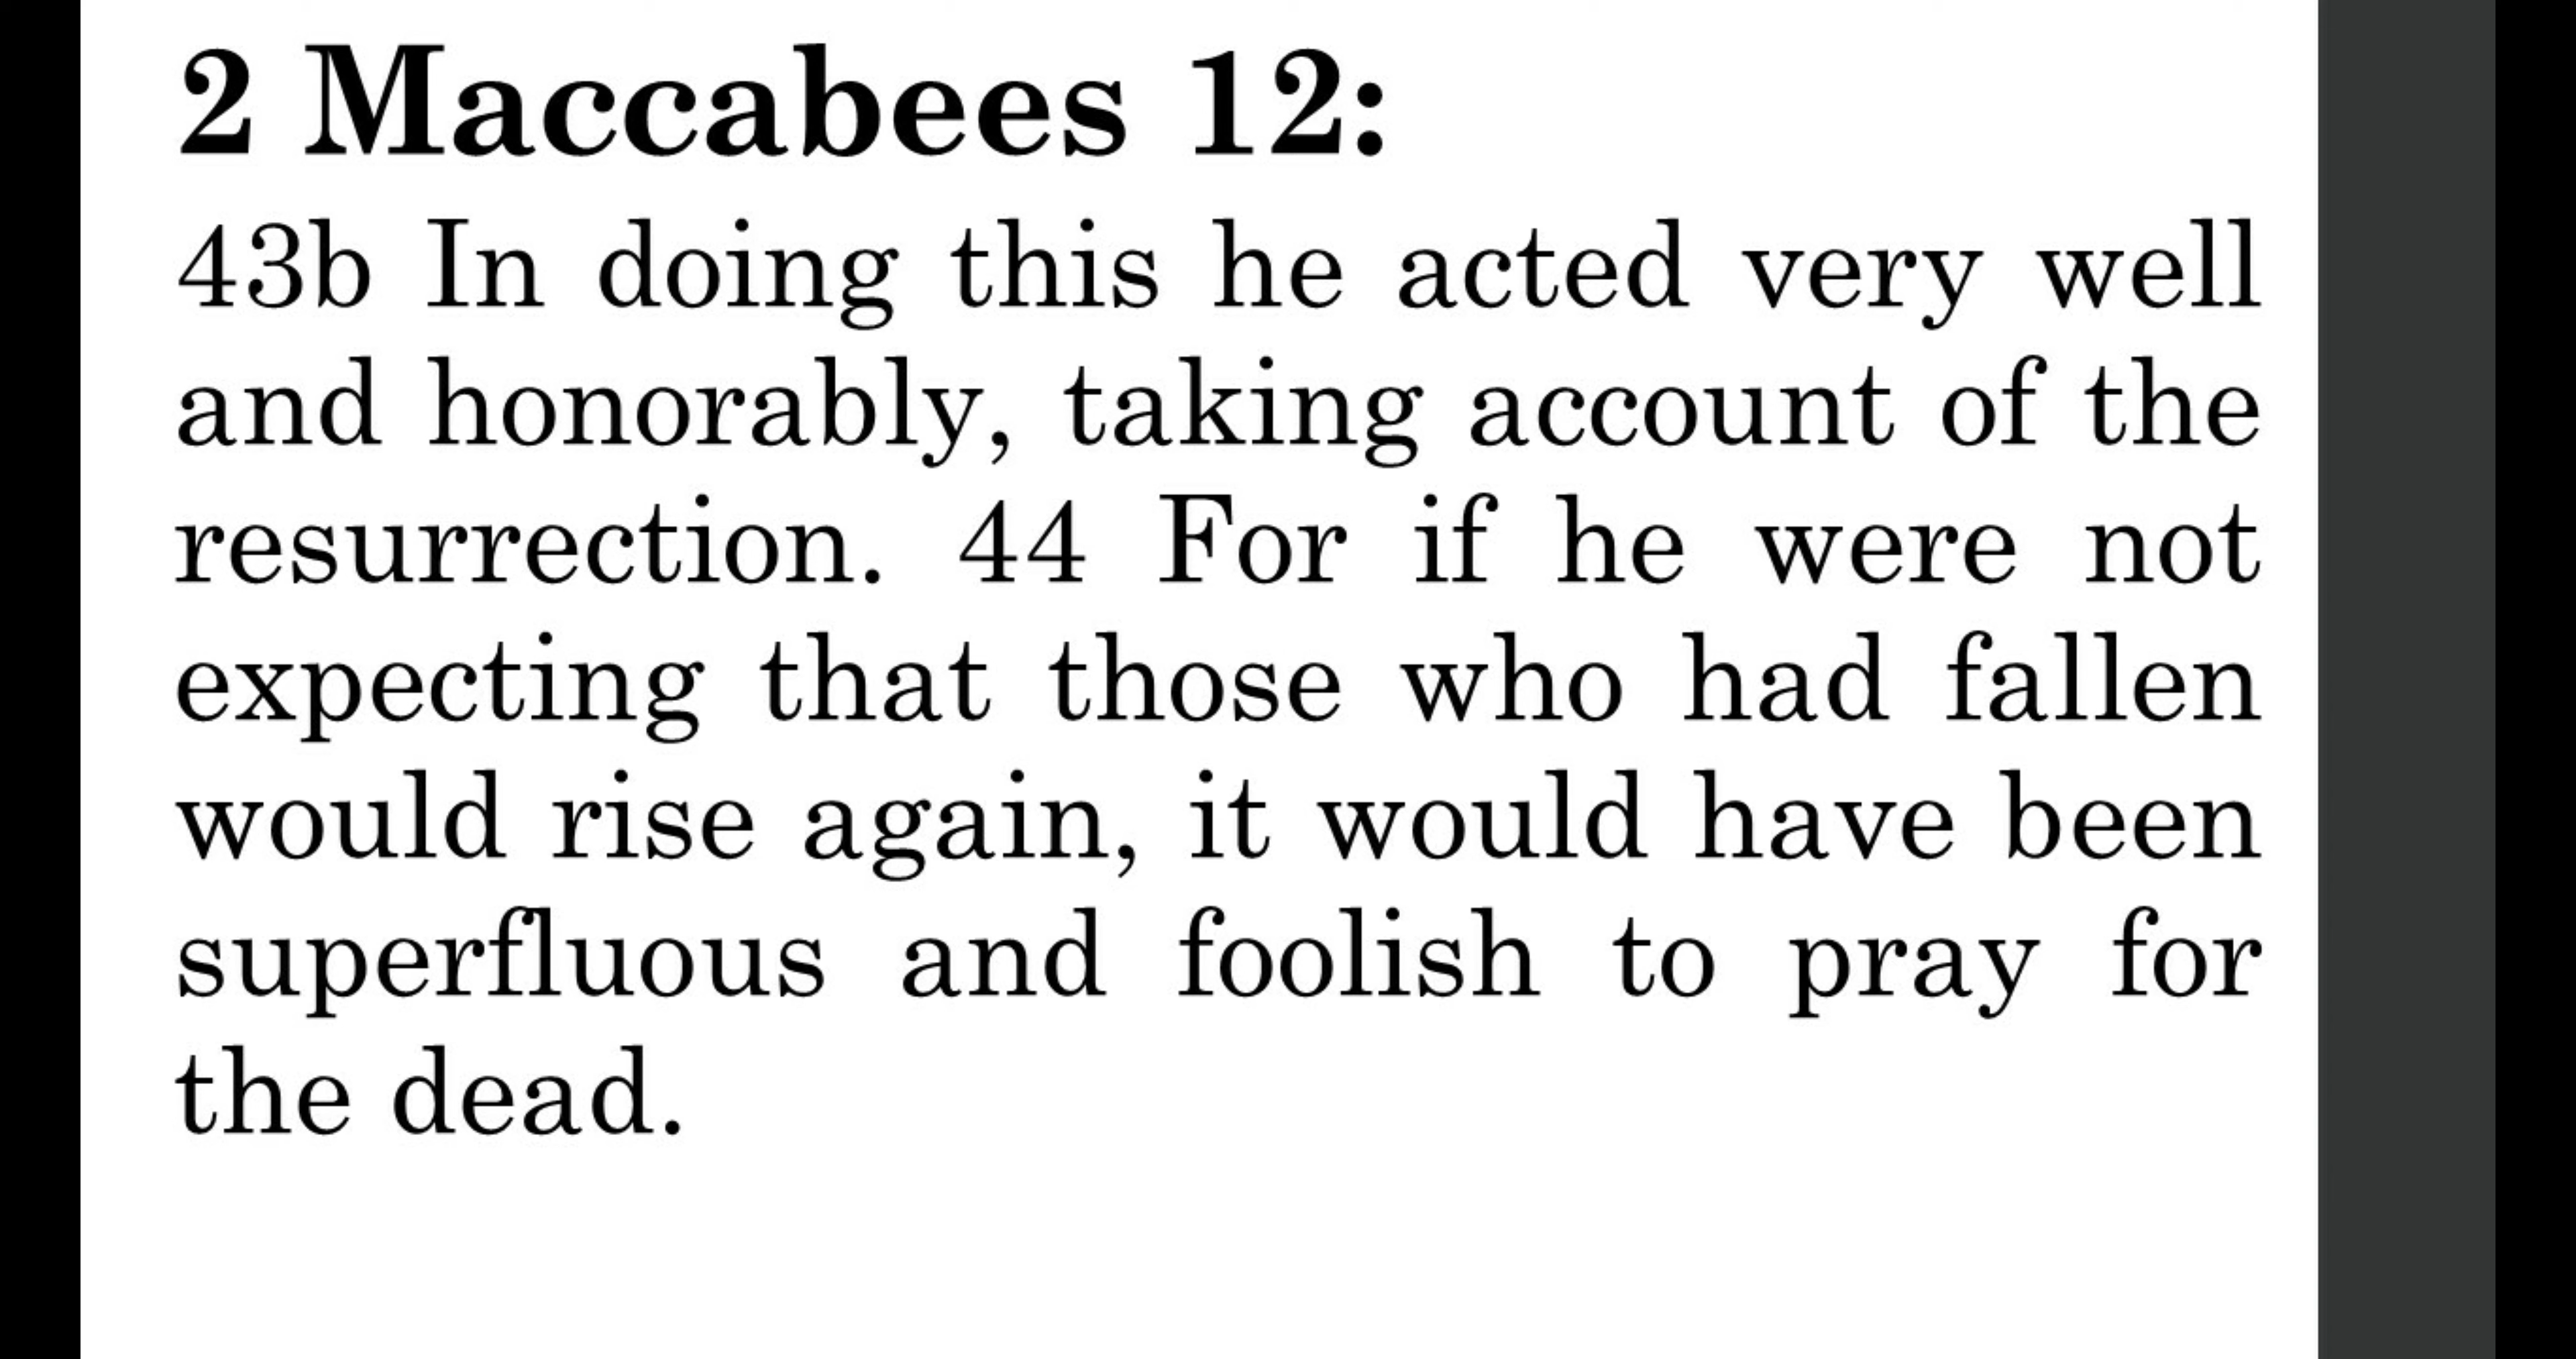 2 Maccabees 12:
43b In doing this he acted very well
and honorably, taking account of the
resurrection. 44 For if he were not
expecting that those who had fallen
would rise again, it would have been
superfluous and foolish to pray for
the dead.